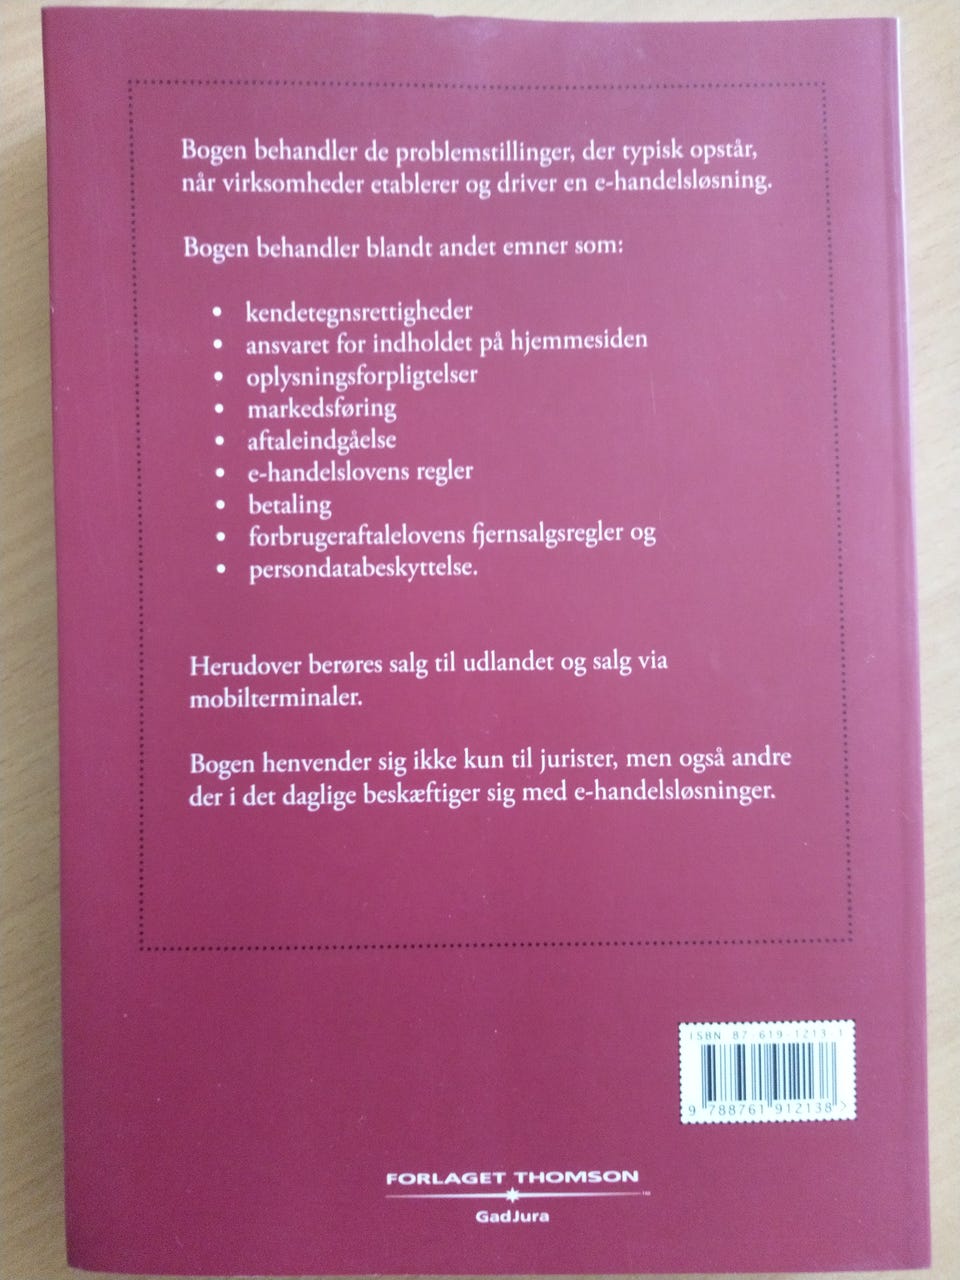 Bogen behandler de problemstillinger, der typisk opstår,
når virksomheder etablerer og driver en e-handelsløsning.
Bogen behandler blandt andet emner som:
• kendetegnsrettigheder
• ansvaret for indholdet på hjemmesiden
• oplysningsforpligtelser
• markedsføring
• aftaleindgåelse
• e-handelslovens regler
• betaling
• forbrugeraftalelovens fjernsalgsregler og
• persondatabeskyttelse.
Herudover berøres salg til udlandet og salg via
mobilterminaler.
Bogen henvender sig ikke kun til jurister, men også andre
der i det daglige beskæftiger sig med e-handelsløsninger.
ISBN 87-619-1213-1
9 788761 912138 >
FORLAGET THOMSON
TM
GadJura